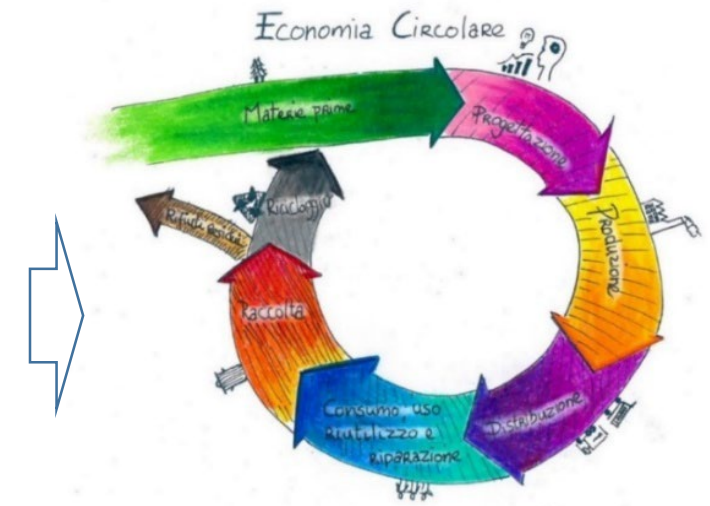 Economia Circolare
Materie prime
Progettazione
Produzione
Distribuzione
Consumo uso
riutilizzo e
riparazione
Raccolta
Riciclaggio
Rifiuti residui